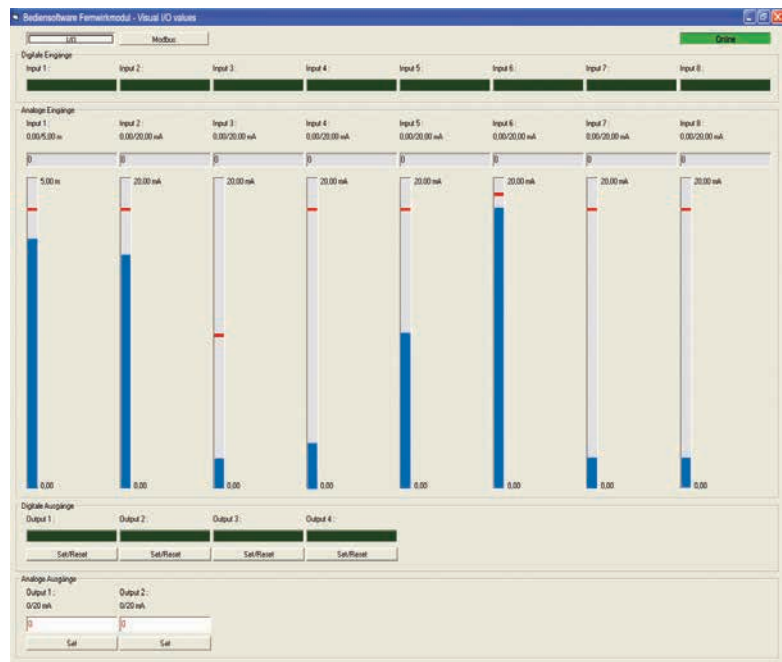 Bediensoftware Fernwirkmodul - Visual I/O values
I/O Modbus Online
Digitale Eingänge
Input 1 : Input 2 : Input 3 : Input 4 : Input 5 : Input 6 : Input 7 : Input 8 :
Analoge Eingänge
Input 1 : Input 2 : Input 3 : Input 4 : Input 5 : Input 6 : Input 7 : Input 8 :
0,00/5,00 m 0,00/20,00 mA 0,00/20,00 mA 0,00/20,00 mA 0,00/20,00 mA 0,00/20,00 mA 0,00/20,00 mA 0,00/20,00 mA
0 0 0 0 0 0 0 0
5,00 m 20,00 mA 20,00 mA 20,00 mA 20,00 mA 20,00 mA 20,00 mA 20,00 mA
0,00 0,00 0,00 0,00 0,00 0,00 0,00 0,00
Digitale Ausgänge
Output 1 : Output 2 : Output 3 : Output 4 :
Set/Reset Set/Reset Set/Reset Set/Reset
Analoge Ausgänge
Output 1 : Output 2 :
0/20 mA 0/20 mA
0 0
Set Set